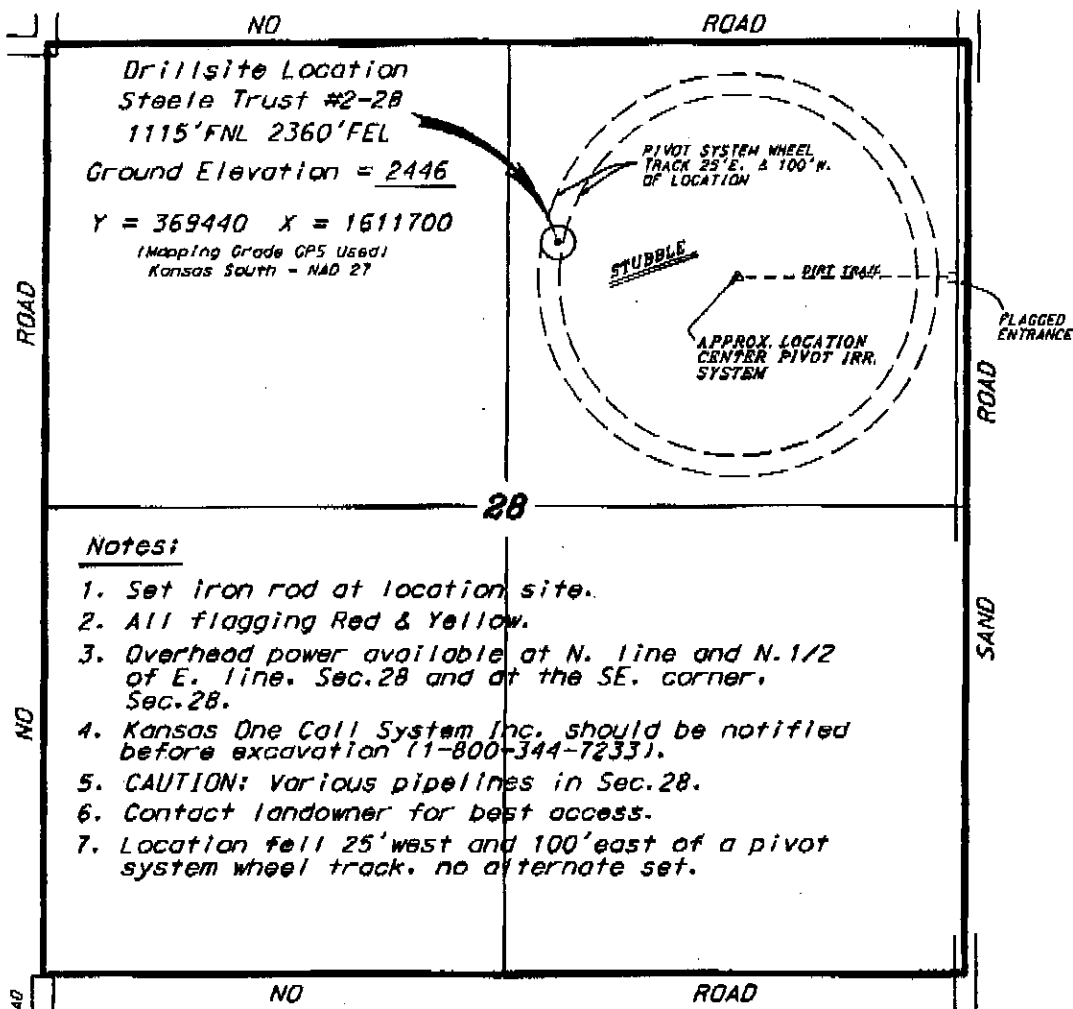 NO ROAD
Drillsite Location
Steele Trust #2-28
1115'FNL 2360'FEL
Ground Elevation = 2446
Y = 369440 X = 1611700
(Mapping Grade GPS Used)
Kansas South - NAD 27
PIVOT SYSTEM WHEEL
TRACK 25'E. & 100'W.
OF LOCATION
STUBBLE
DIRT TRAIL
FLAGGED
ENTRANCE
APPROX. LOCATION
CENTER PIVOT IRR.
SYSTEM
ROAD
ROAD
28
Notes:
1. Set iron rod at location site.
2. All flagging Red & Yellow.
3. Overhead power available at N. line and N.1/2
of E. line, Sec.28 and at the SE. corner,
Sec.28.
4. Kansas One Call System Inc. should be notified
before excavation (1-800-344-7233).
5. CAUTION: Various pipelines in Sec.28.
6. Contact landowner for best access.
7. Location fell 25'west and 100'east of a pivot
system wheel track, no alternate set.
NO
SAND
NO ROAD